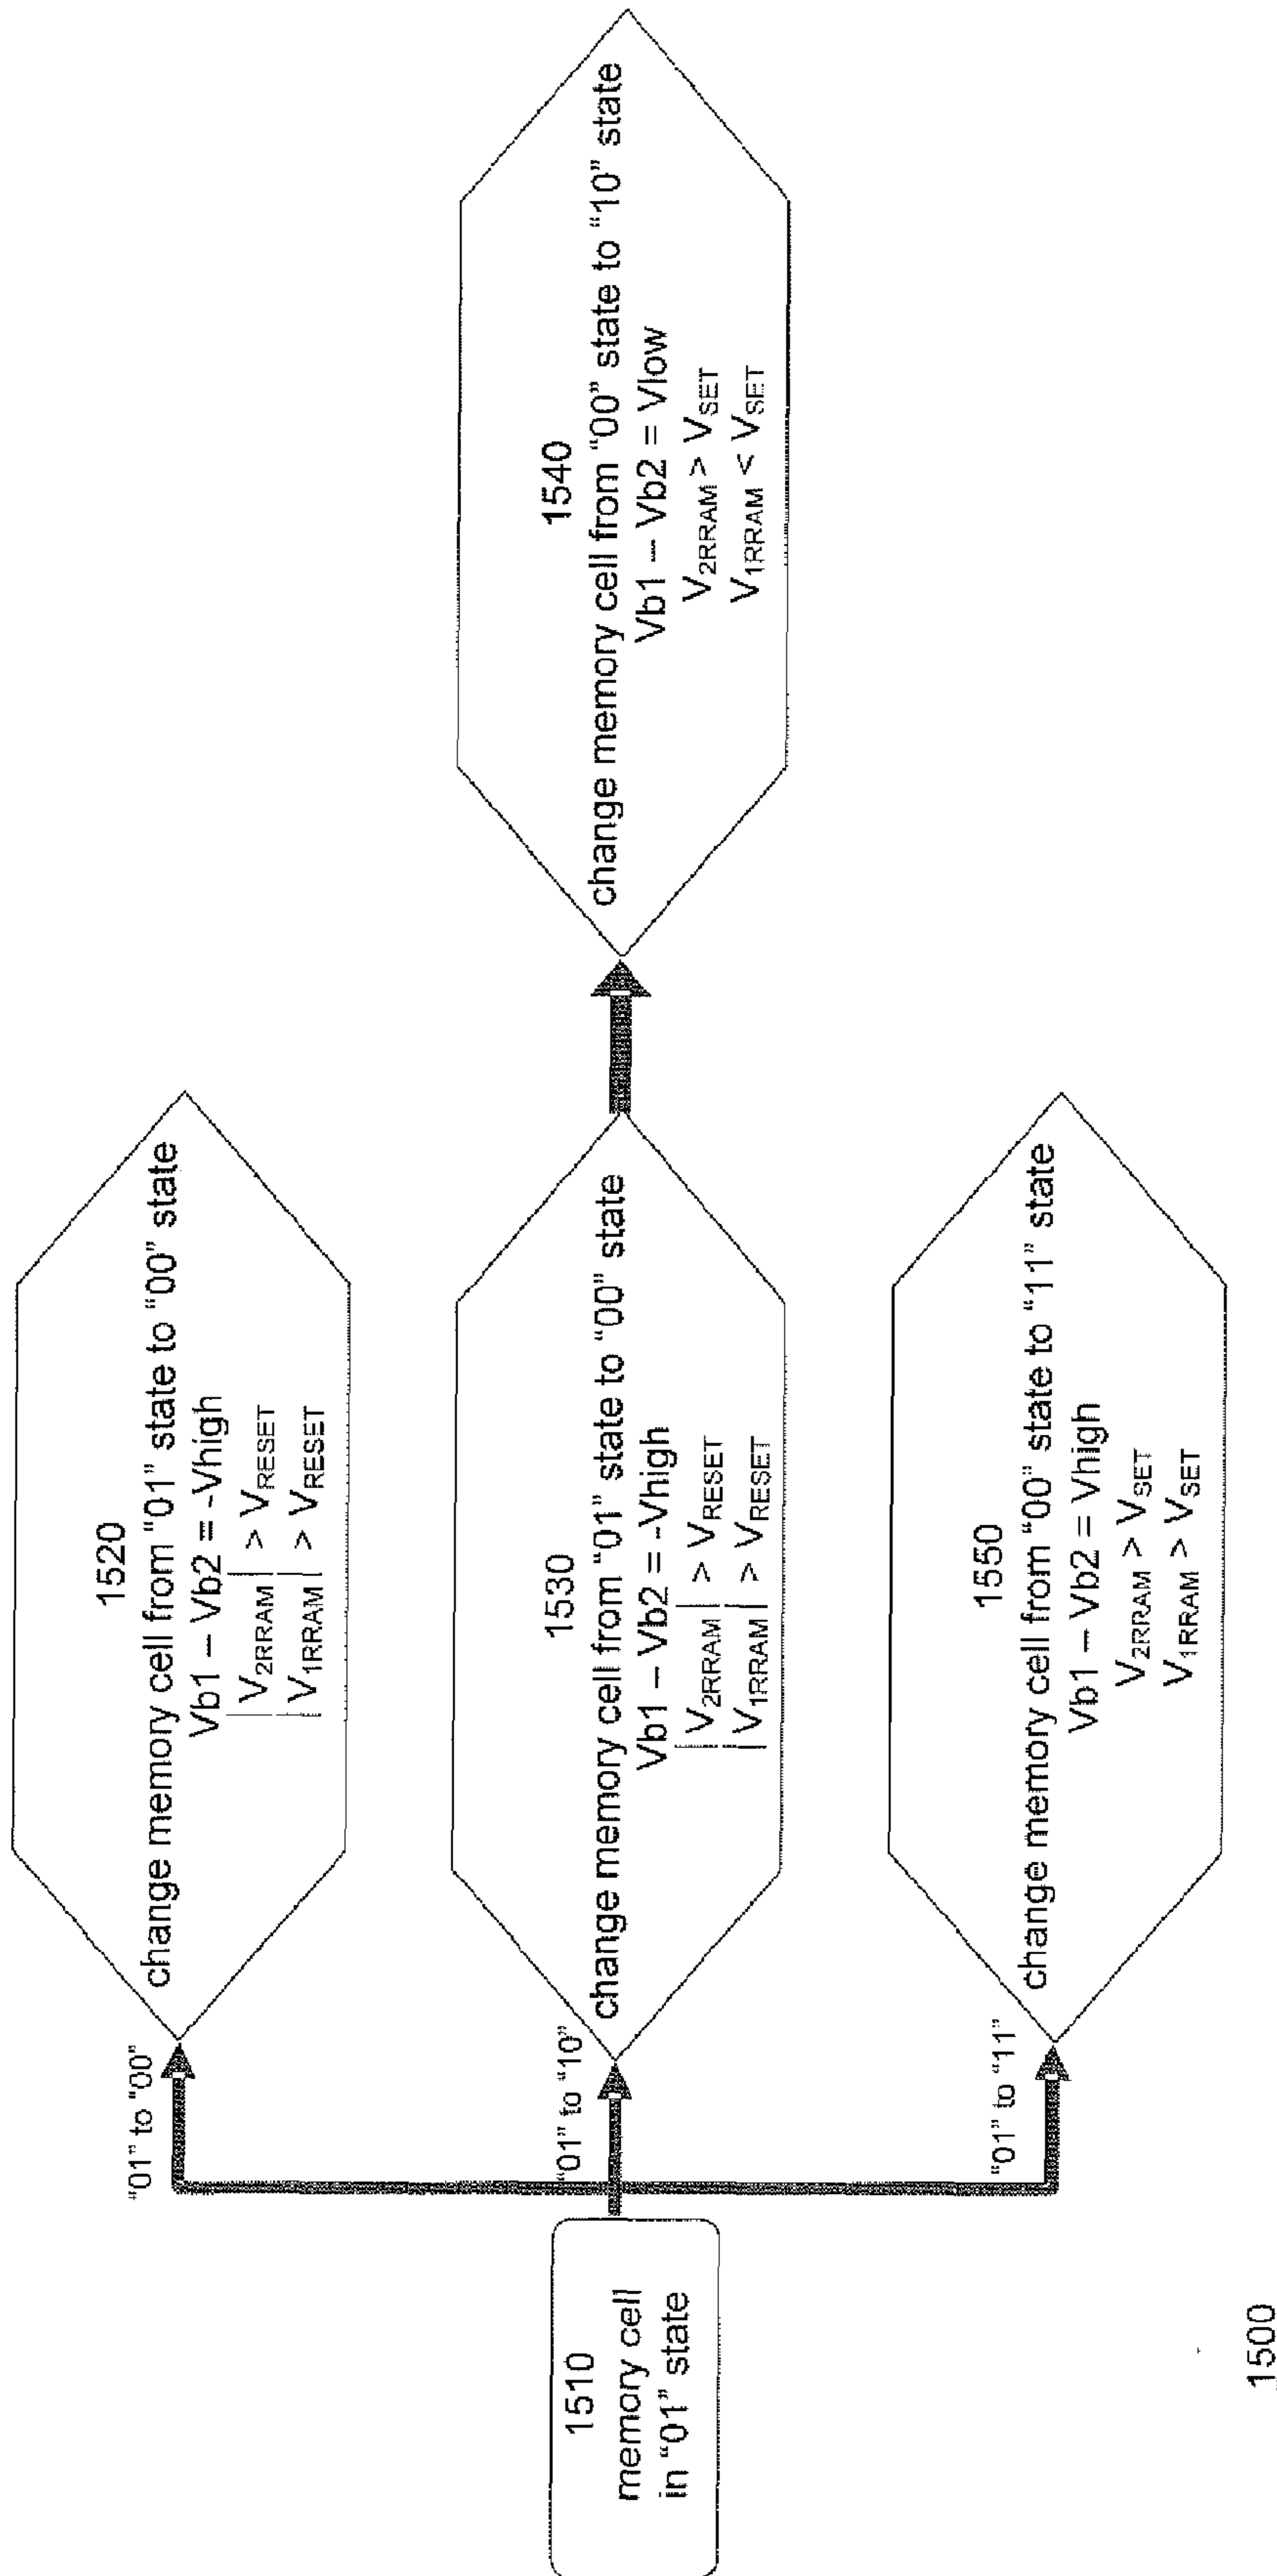 1510
memory cell
in “01” state
“01” to “00”
1520
change memory cell from “01” state to “00” state
Vb1 – Vb2 = -Vhigh
|V2RRAM| > VRESET
|V1RRAM| > VRESET
“01” to “10”
1530
change memory cell from “01” state to “00” state
Vb1 – Vb2 = -Vhigh
|V2RRAM| > VRESET
|V1RRAM| > VRESET
1540
change memory cell from “00” state to “10” state
Vb1 – Vb2 = Vlow
V2RRAM > VSET
V1RRAM < VSET
“01” to “11”
1550
change memory cell from “00” state to “11” state
Vb1 – Vb2 = Vhigh
V2RRAM > VSET
V1RRAM > VSET
1500